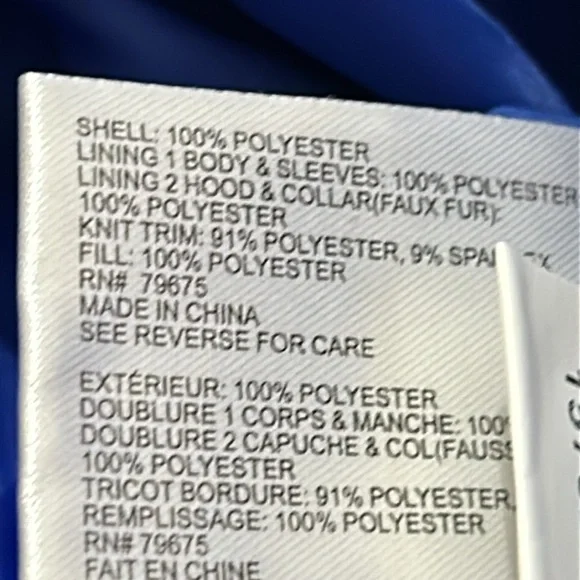 SHELL: 100% POLYESTER
LINING 1 BODY & SLEEVES: 100% POLYESTER
LINING 2 HOOD & COLLAR(FAUX FUR):
100% POLYESTER
KNIT TRIM: 91% POLYESTER, 9%
FILL: 100% POLYESTER
RN# 79675
MADE IN CHINA
SEE REVERSE FOR CARE
EXTÉRIEUR: 100% POLYESTER
DOUBLURE 1 CORPS & MANCHE: 100
DOUBLURE 2 CAPUCHE & COL(FAUSS
100% POLYESTER
TRICOT BORDURE: 91% POLYESTER,
REMPLISSAGE: 100% POLYESTER
RN# 79675
FAIT EN CHINE